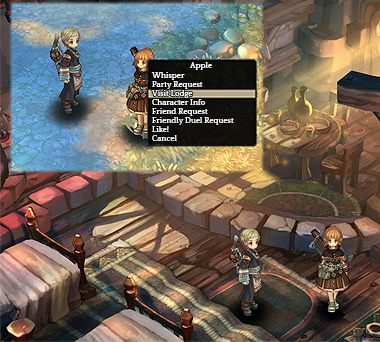 Apple
Whisper
Party Request
Visit Lodge
Character Info
Friend Request
Friendly Duel Request
Like!
Cancel